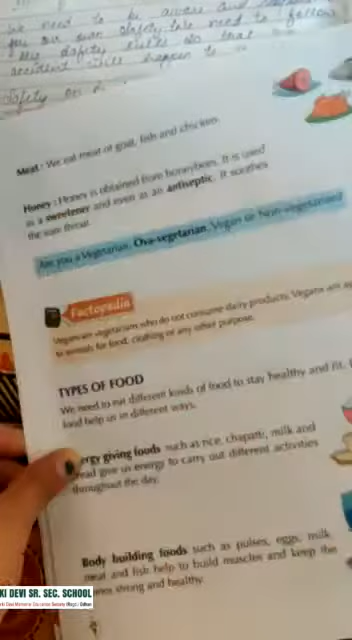 We need to be aware and
for our own safety. We need to follow
the safety rules so that
accident will happen to
Safety on
Meat : We eat meat of goat, fish and chicken.
Honey : Honey is obtained from honeybees. It is used
as a sweetener and even as an antiseptic. It soothes
the sore throat.
Are you a Vegetarian, Ova-vegetarian, Vegan or Non-vegetarian?
Factopedia
Vegans are vegetarians who do not consume dairy products. Vegans are
to animals for food, clothing or any other purpose.
TYPES OF FOOD
We need to eat different kinds of food to stay healthy and fit.
food help us in different ways.
ergy giving foods such as rice, chapatti, milk and
read give us energy to carry out different activities
throughout the day.
Body building foods such as pulses, eggs, milk,
meat and fish help to build muscles and keep the
ones strong and healthy.
KI DEVI SR. SEC. SCHOOL